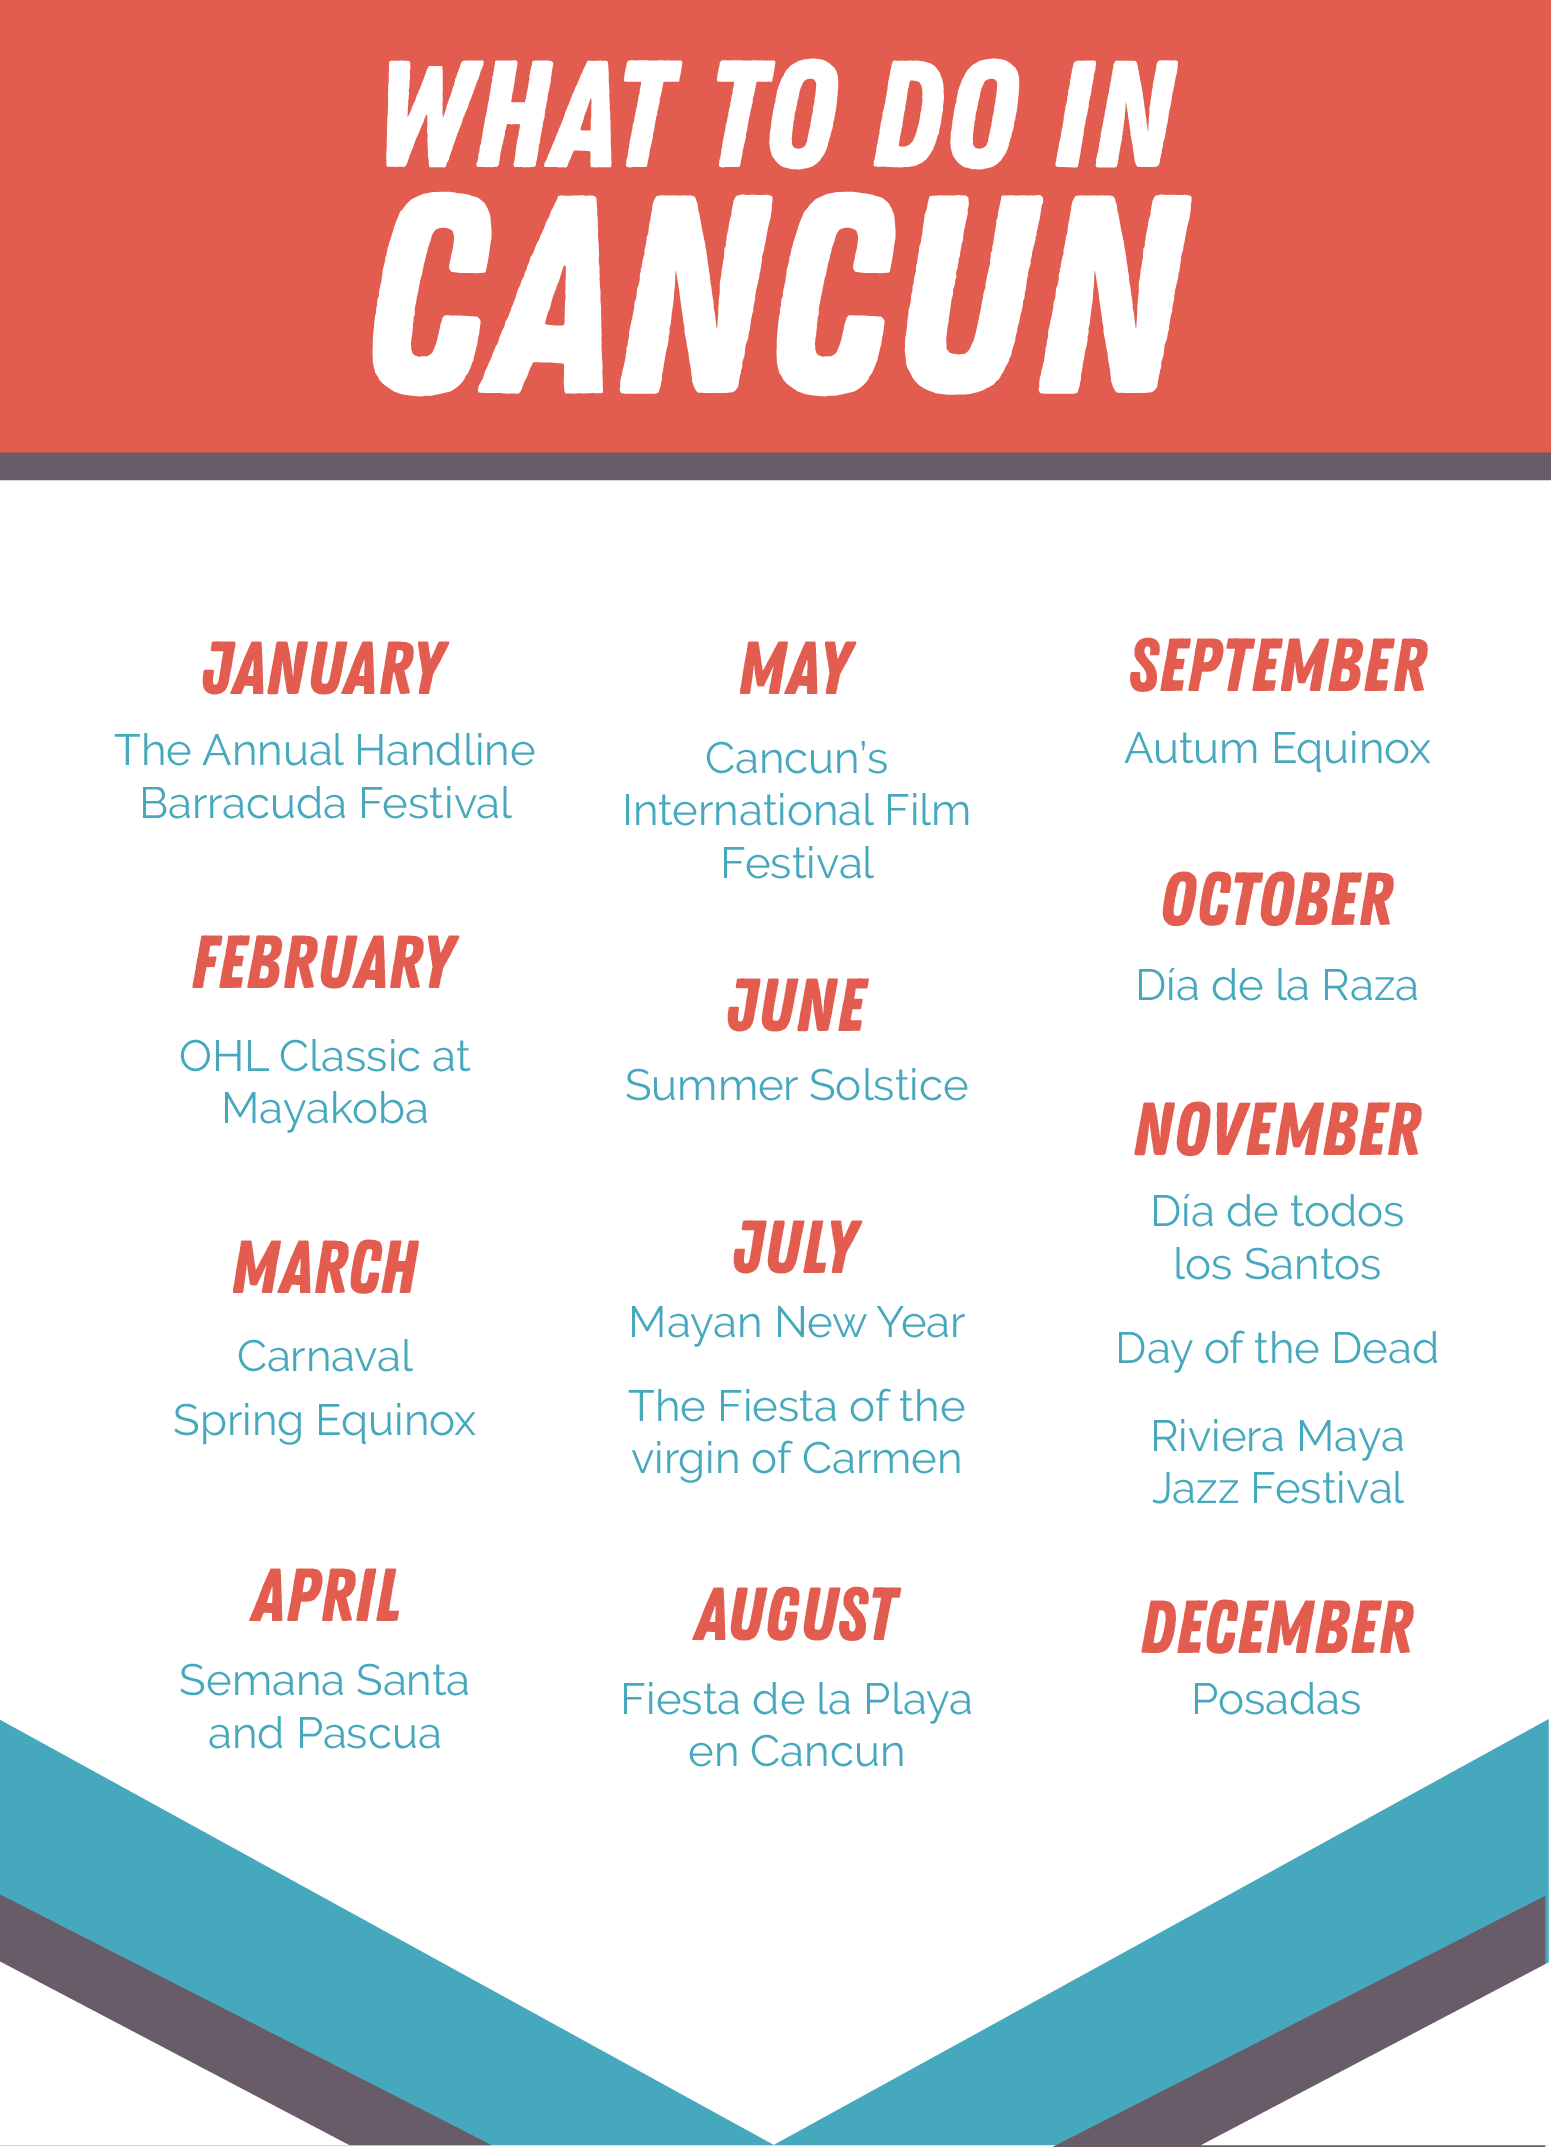 WHAT TO DO IN
CANCUN
JANUARY
The Annual Handline
Barracuda Festival
FEBRUARY
OHL Classic at
Mayakoba
MARCH
Carnaval
Spring Equinox
APRIL
Semana Santa
and Pascua
MAY
Cancun’s
International Film
Festival
JUNE
Summer Solstice
JULY
Mayan New Year
The Fiesta of the
virgin of Carmen
AUGUST
Fiesta de la Playa
en Cancun
SEPTEMBER
Autum Equinox
OCTOBER
Día de la Raza
NOVEMBER
Día de todos
los Santos
Day of the Dead
Riviera Maya
Jazz Festival
DECEMBER
Posadas